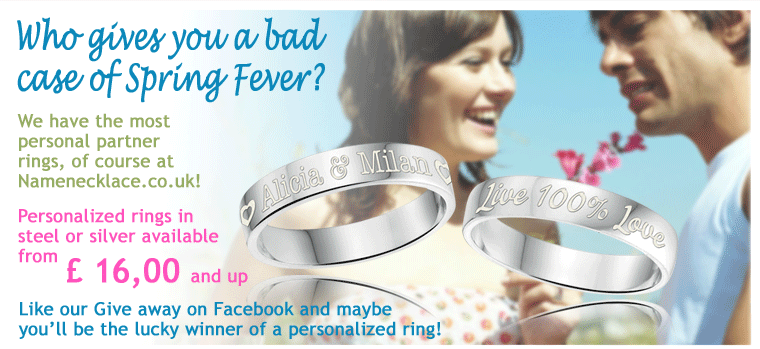 Who gives you a bad
case of Spring Fever?
We have the most
personal partner
rings, of course at
Namenecklace.co.uk!
Alicia & Milan
Live 100% Love
Personalized rings in
steel or silver available
from £ 16,00 and up
Like our Give away on Facebook and maybe
you'll be the lucky winner of a personalized ring!